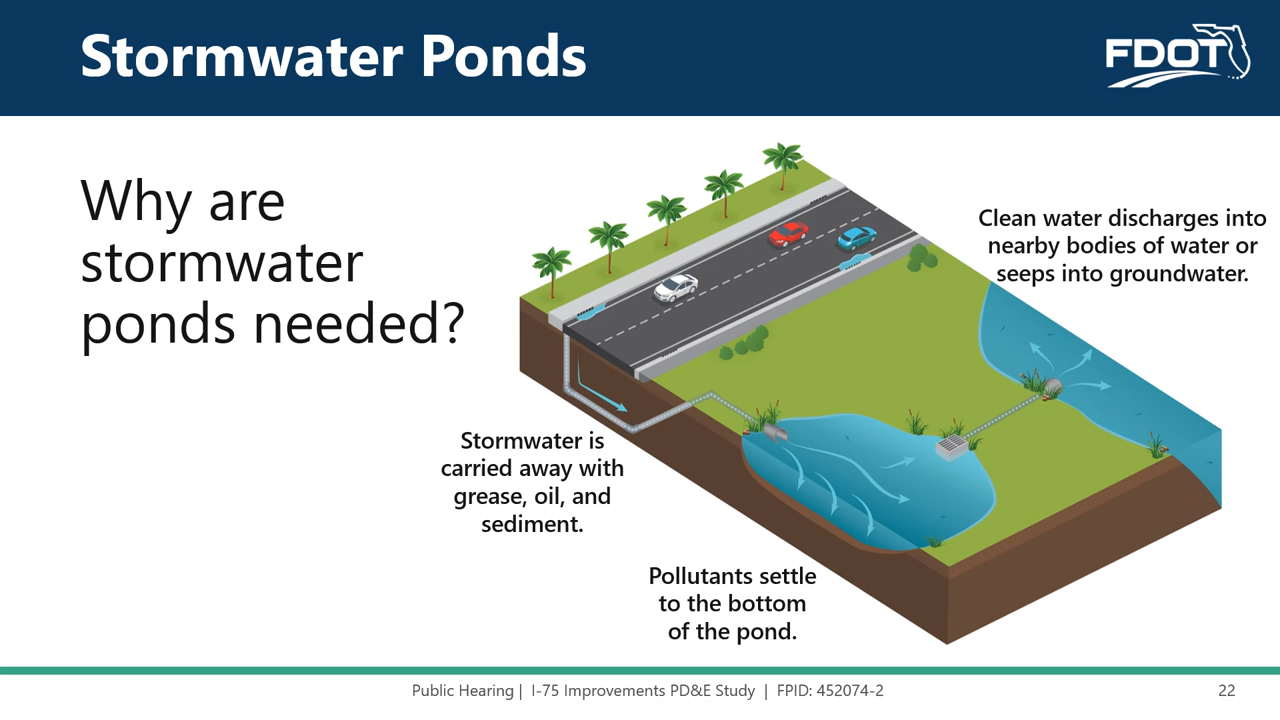 Stormwater Ponds
FDOT
Why are
stormwater
ponds needed?
Clean water discharges into
nearby bodies of water or
seeps into groundwater.
Stormwater is
carried away with
grease, oil, and
sediment.
Pollutants settle
to the bottom
of the pond.
Public Hearing | I-75 Improvements PD&E Study | FPID: 452074-2
22